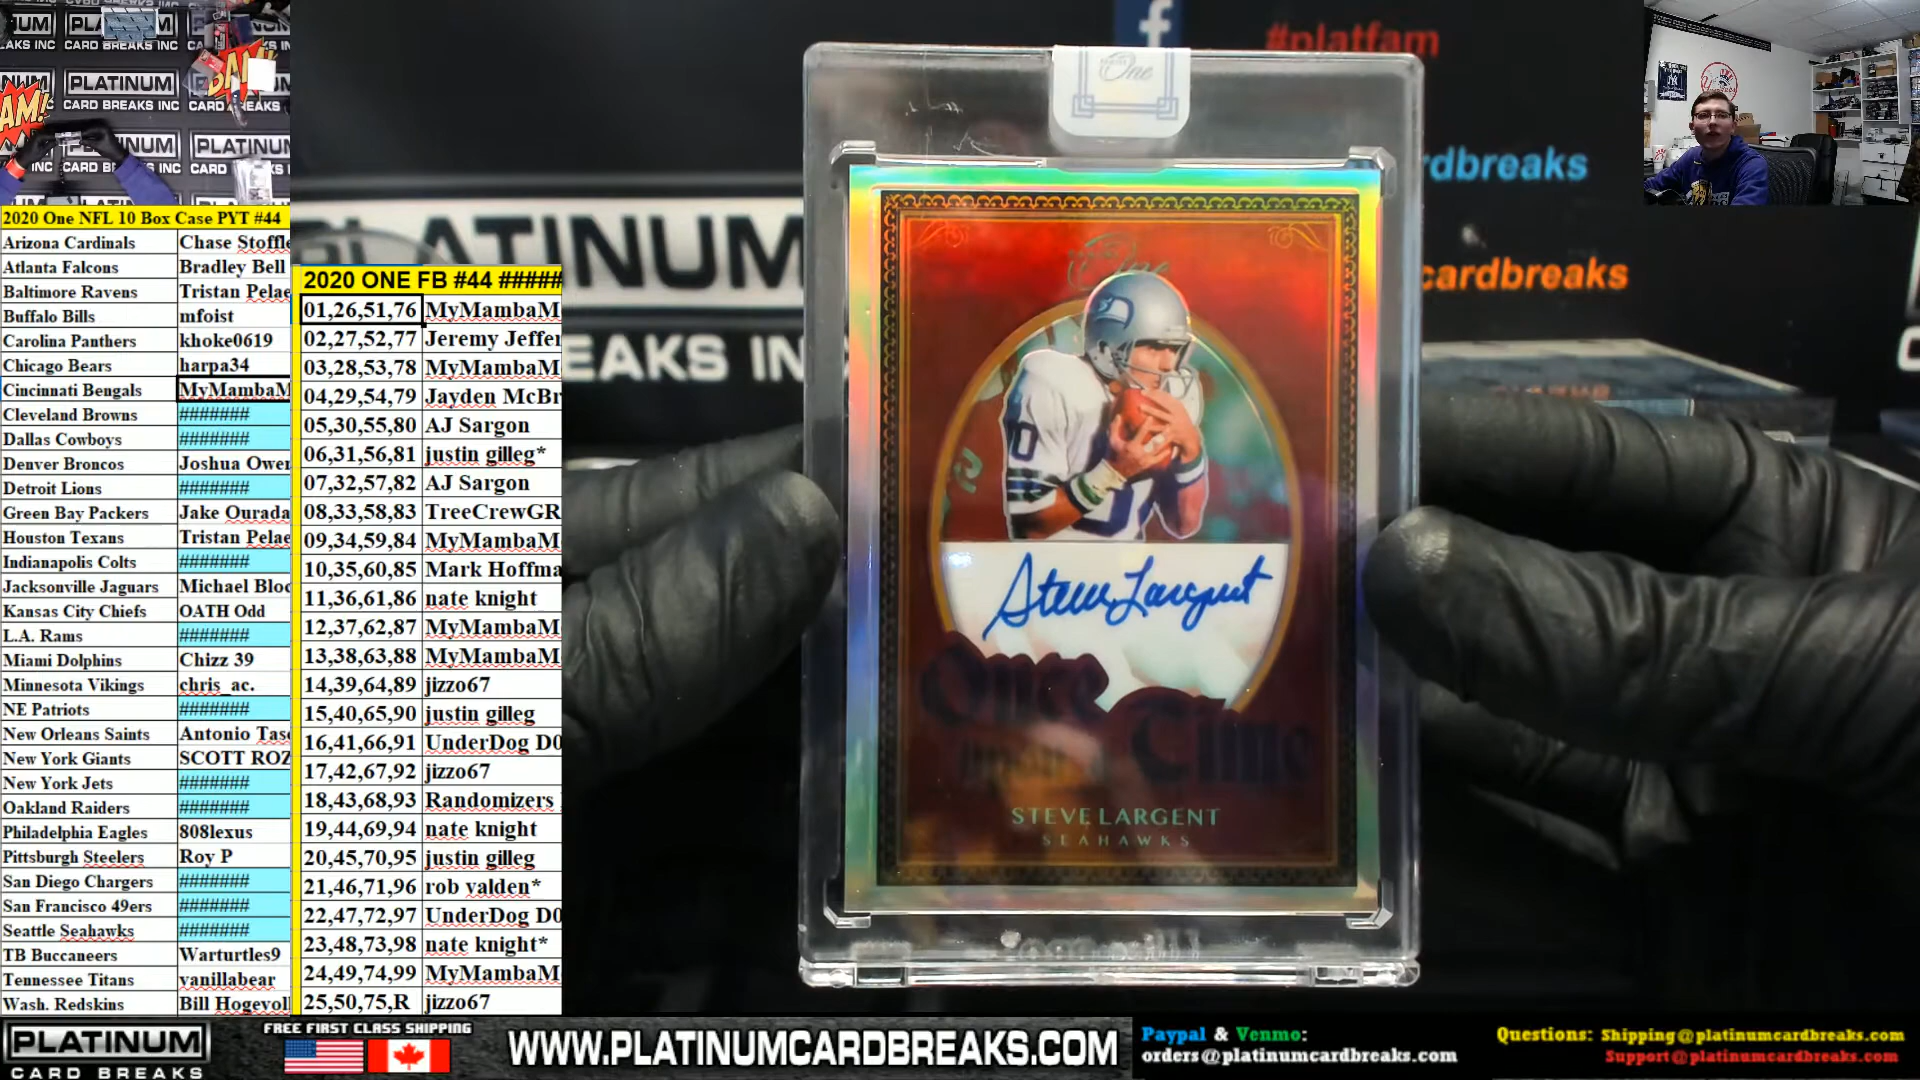 PLATINUM
CARD BREAKS INC
2020 One NFL 10 Box Case PYT #44
Arizona Cardinals Chase Stoffle
Atlanta Falcons Bradley Bell
Baltimore Ravens Tristan Pelae
Buffalo Bills mfoist
Carolina Panthers khoke0619
Chicago Bears harpa34
Cincinnati Bengals MyMambaM
Cleveland Browns #######
Dallas Cowboys #######
Denver Broncos Joshua Ower
Detroit Lions #######
Green Bay Packers Jake Ourada
Houston Texans Tristan Pelae
Indianapolis Colts #######
Jacksonville Jaguars Michael Bloc
Kansas City Chiefs OATH Odd
L.A. Rams #######
Miami Dolphins Chizz 39
Minnesota Vikings chris_ac.
NE Patriots #######
New Orleans Saints Antonio Taso
New York Giants SCOTT ROZ
New York Jets #######
Oakland Raiders #######
Philadelphia Eagles 808lexus
Pittsburgh Steelers Roy P
San Diego Chargers #######
San Francisco 49ers #######
Seattle Seahawks #######
TB Buccaneers Warturtles9
Tennessee Titans vanillabear
Wash. Redskins Bill Hogevoll
2020 ONE FB #44 #####
01,26,51,76 MyMambaM
02,27,52,77 Jeremy Jeffer
03,28,53,78 MyMambaM
04,29,54,79 Jayden McBr
05,30,55,80 AJ Sargon
06,31,56,81 justin gilleg*
07,32,57,82 AJ Sargon
08,33,58,83 TreeCrewGR
09,34,59,84 MyMambaM
10,35,60,85 Mark Hoffma
11,36,61,86 nate knight
12,37,62,87 MyMambaM
13,38,63,88 MyMambaM
14,39,64,89 jizzo67
15,40,65,90 justin gilleg
16,41,66,91 UnderDog D0
17,42,67,92 jizzo67
18,43,68,93 Randomizers
19,44,69,94 nate knight
20,45,70,95 justin gilleg
21,46,71,96 rob valden*
22,47,72,97 UnderDog D0
23,48,73,98 nate knight*
24,49,74,99 MyMambaM
25,50,75,R jizzo67
PLATINUM
BREAKS INC
f
#platfam
rdbreaks
cardbreaks
One
One
Steve Largent
Once
Upon A
Time
STEVE LARGENT
SEAHAWKS
PLATINUM
CARD BREAKS
FREE FIRST CLASS SHIPPING
WWW.PLATINUMCARDBREAKS.COM
Paypal & Venmo:
orders@platinumcardbreaks.com
Questions: Shipping@platinumcardbreaks.com
Support@platinumcardbreaks.com